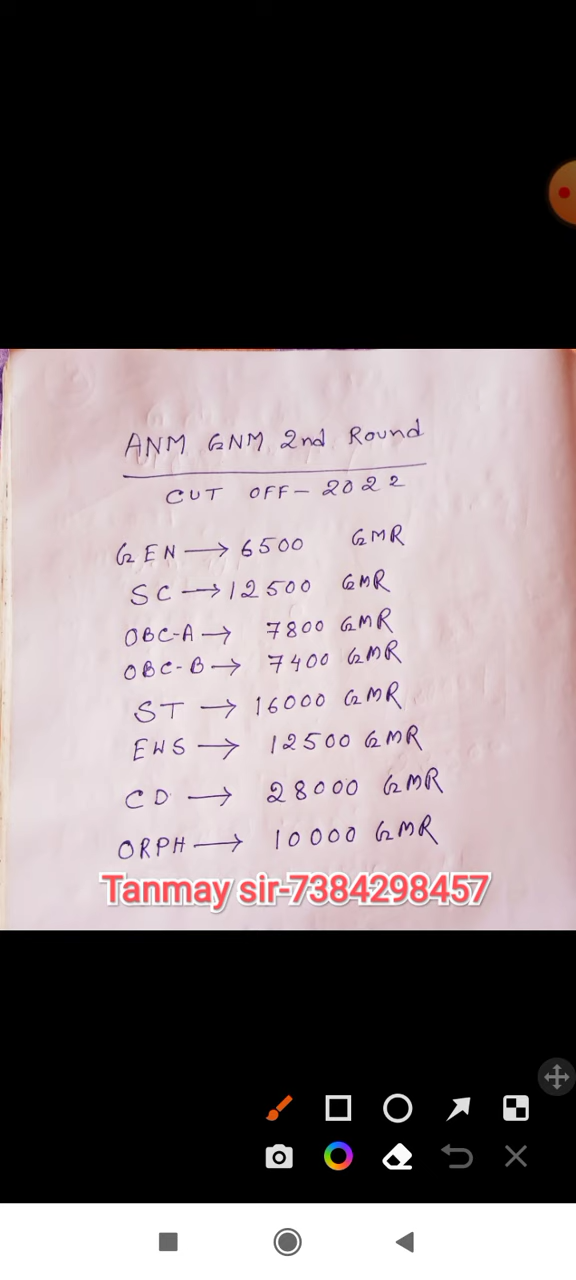 ANM GNM 2nd Round
CUT OFF - 2022
GEN → 6500 GMR
SC → 12500 GMR
OBC-A → 7800 GMR
OBC-B → 7400 GMR
ST → 16000 GMR
EWS → 12500 GMR
CD → 28000 GMR
ORPH → 10000 GMR
Tanmay sir-7384298457